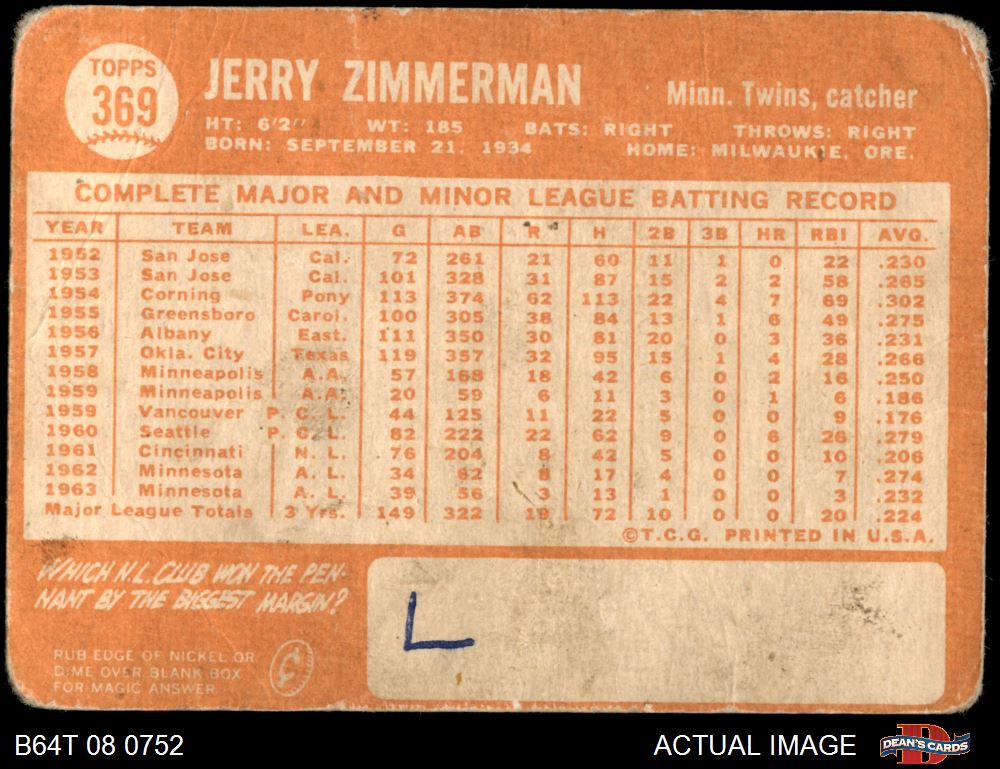 TOPPS
369
JERRY ZIMMERMAN
Minn. Twins, catcher
HT: 6'2" WT: 185 BATS: RIGHT THROWS: RIGHT
BORN: SEPTEMBER 21, 1934 HOME: MILWAUKIE, ORE.
COMPLETE MAJOR AND MINOR LEAGUE BATTING RECORD
YEAR TEAM LEA. G AB R H 2B 3B HR RBI AVG.
1952 San Jose Cal. 72 261 21 60 11 1 0 22 .230
1953 San Jose Cal. 101 328 31 87 15 2 2 58 .265
1954 Corning Pony 113 374 62 113 22 4 7 69 .302
1955 Greensboro Carol. 100 305 38 84 13 1 6 49 .275
1956 Albany East. 111 350 30 81 20 0 3 36 .231
1957 Okla. City Texas 119 357 32 95 15 1 4 28 .266
1958 Minneapolis A.A. 57 168 18 42 6 0 2 16 .250
1959 Minneapolis A.A. 20 59 6 11 3 0 1 6 .186
1959 Vancouver P. C. L. 44 125 11 22 5 0 0 9 .176
1960 Seattle P. C. L. 82 222 22 62 9 0 6 26 .279
1961 Cincinnati N. L. 76 204 8 42 5 0 0 10 .206
1962 Minnesota A. L. 34 62 8 17 4 0 0 7 .274
1963 Minnesota A. L. 39 56 3 13 1 0 0 3 .232
Major League Totals 3 Yrs. 149 322 19 72 10 0 0 20 .224
©T.C.G. PRINTED IN U.S.A.
WHICH N.L. CLUB WON THE PEN-
NANT BY THE BIGGEST MARGIN?
RUB EDGE OF NICKEL OR
DIME OVER BLANK BOX
FOR MAGIC ANSWER
L
B64T 08 0752
ACTUAL IMAGE
DEAN'S CARDS